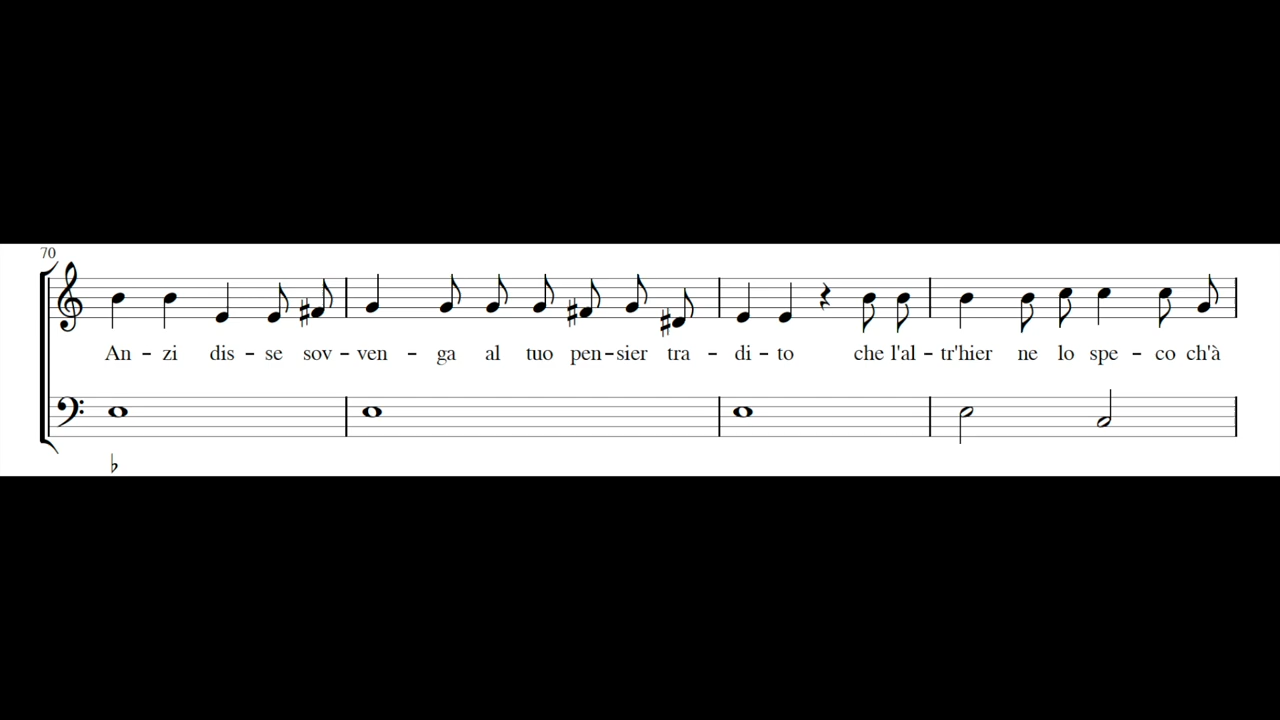 70
An - zi dis - se sov - ven - ga al tuo pen - sier tra - di - to che l'al - tr'hier ne lo spe - co ch'à
♭